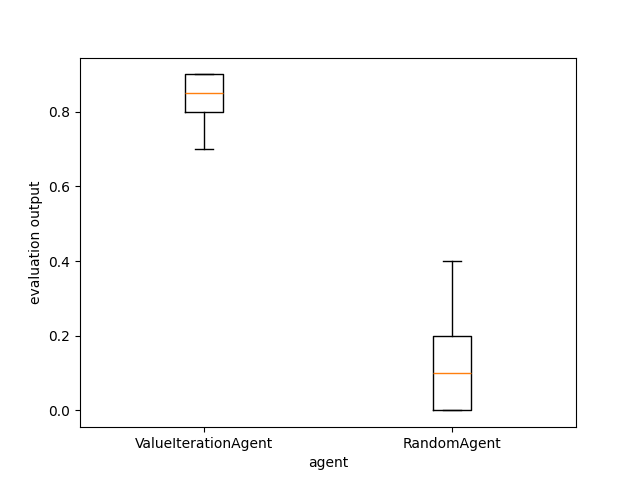 evaluation output
0.8
0.6
0.4
0.2
0.0
ValueIterationAgent
RandomAgent
agent